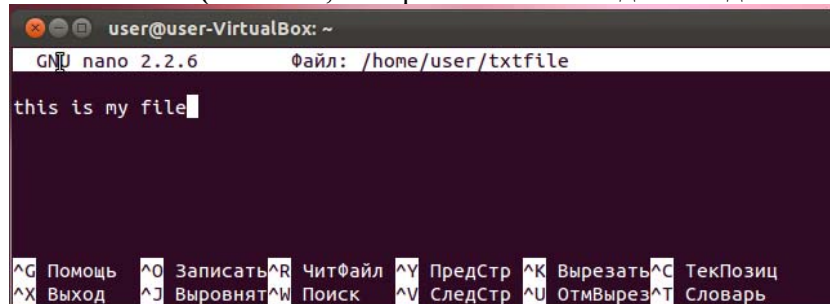 user@user-VirtualBox: ~
GNU nano 2.2.6 Файл: /home/user/txtfile
this is my file
^G Помощь ^O Записать^R ЧитФайл ^Y ПредСтр ^K Вырезать^C ТекПозиц
^X Выход ^J Выровнят^W Поиск ^V СледСтр ^U ОтмВырез^T Словарь